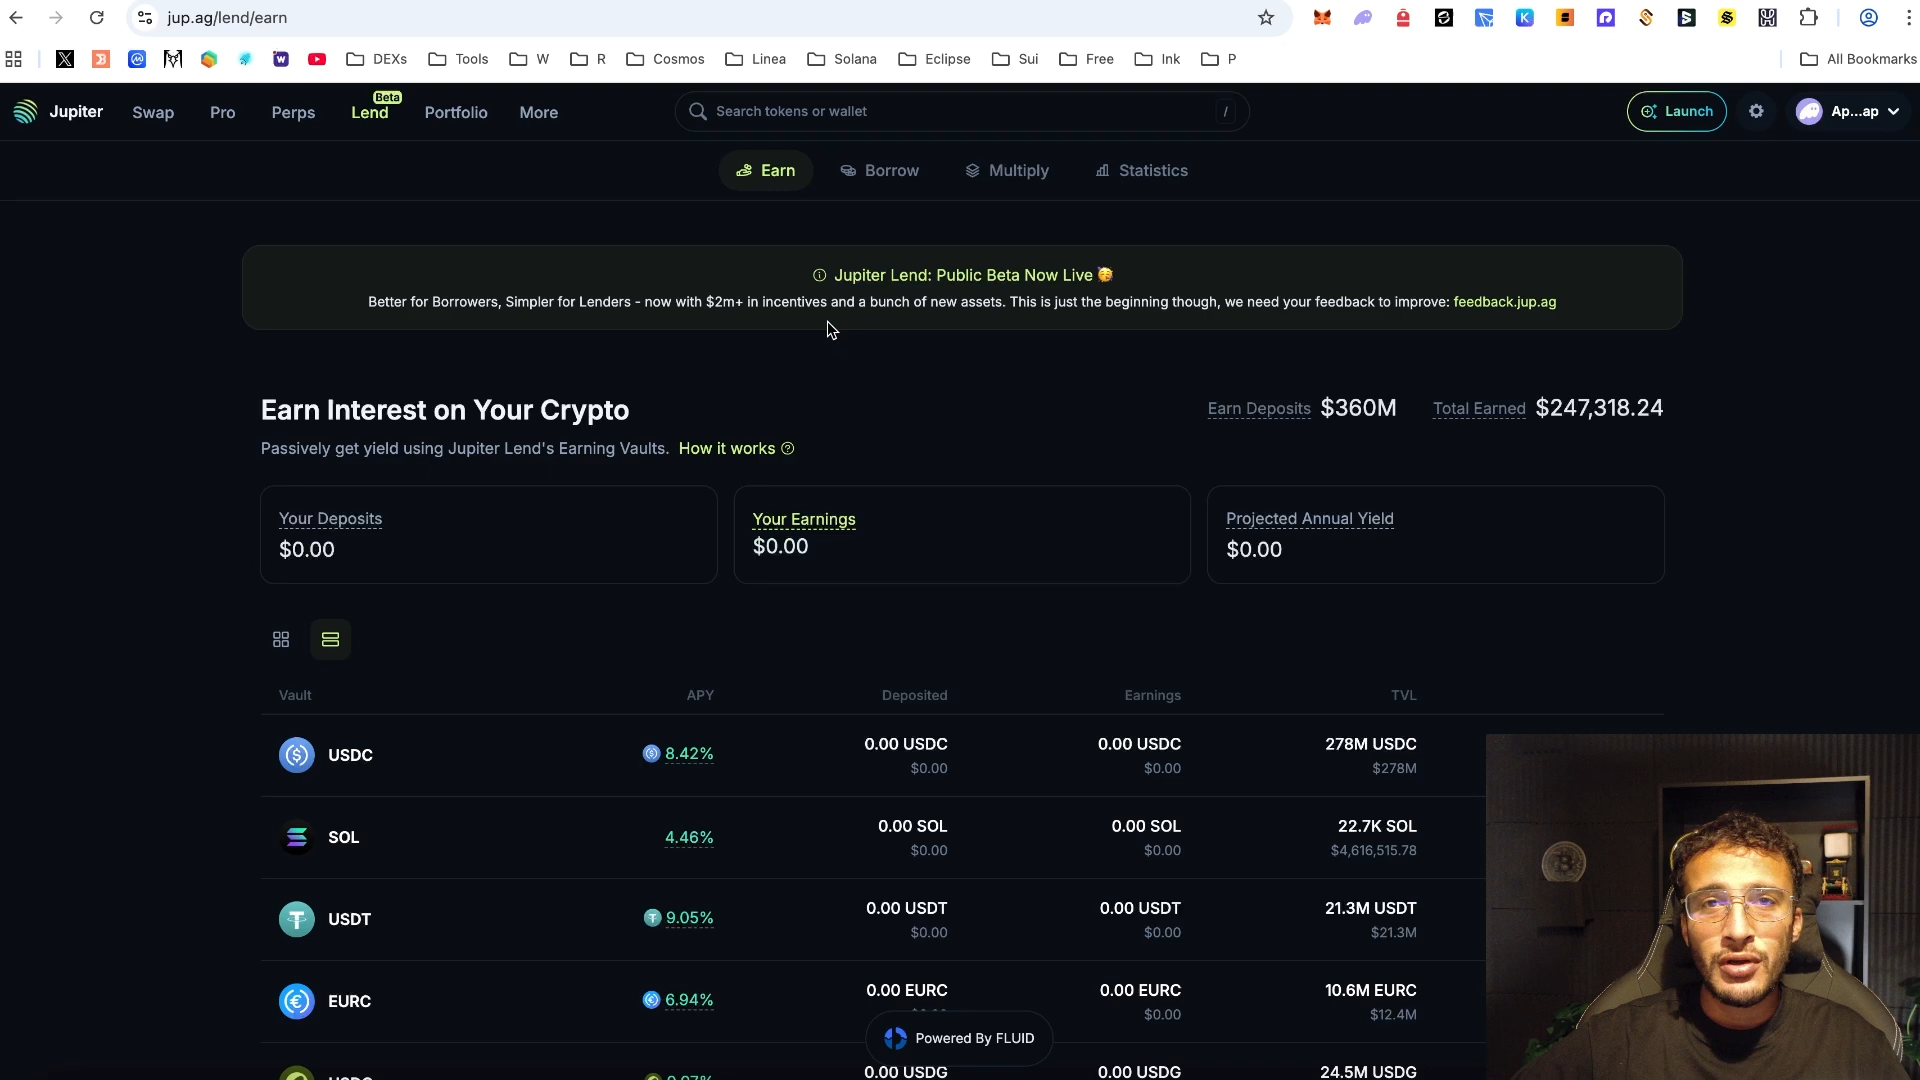 jup.ag/lend/earn
DEXs Tools W R Cosmos Linea Solana Eclipse Sui Free Ink P All Bookmarks
Jupiter Swap Pro Perps Lend Beta Portfolio More Search tokens or wallet / Launch Ap...ap
Earn Borrow Multiply Statistics
Jupiter Lend: Public Beta Now Live
Better for Borrowers, Simpler for Lenders - now with $2m+ in incentives and a bunch of new assets. This is just the beginning though, we need your feedback to improve: feedback.jup.ag
Earn Interest on Your Crypto Earn Deposits $360M Total Earned $247,318.24
Passively get yield using Jupiter Lend's Earning Vaults. How it works
Your Deposits Your Earnings Projected Annual Yield
$0.00 $0.00 $0.00
Vault APY Deposited Earnings TVL
USDC 8.42% 0.00 USDC 0.00 USDC 278M USDC
$0.00 $0.00 $278M
SOL 4.46% 0.00 SOL 0.00 SOL 22.7K SOL
$0.00 $0.00 $4,616,515.78
USDT 9.05% 0.00 USDT 0.00 USDT 21.3M USDT
$0.00 $0.00 $21.3M
EURC 6.94% 0.00 EURC 0.00 EURC 10.6M EURC
$0.00 $12.4M
Powered By FLUID
0.00 USDG 0.00 USDG 24.5M USDG